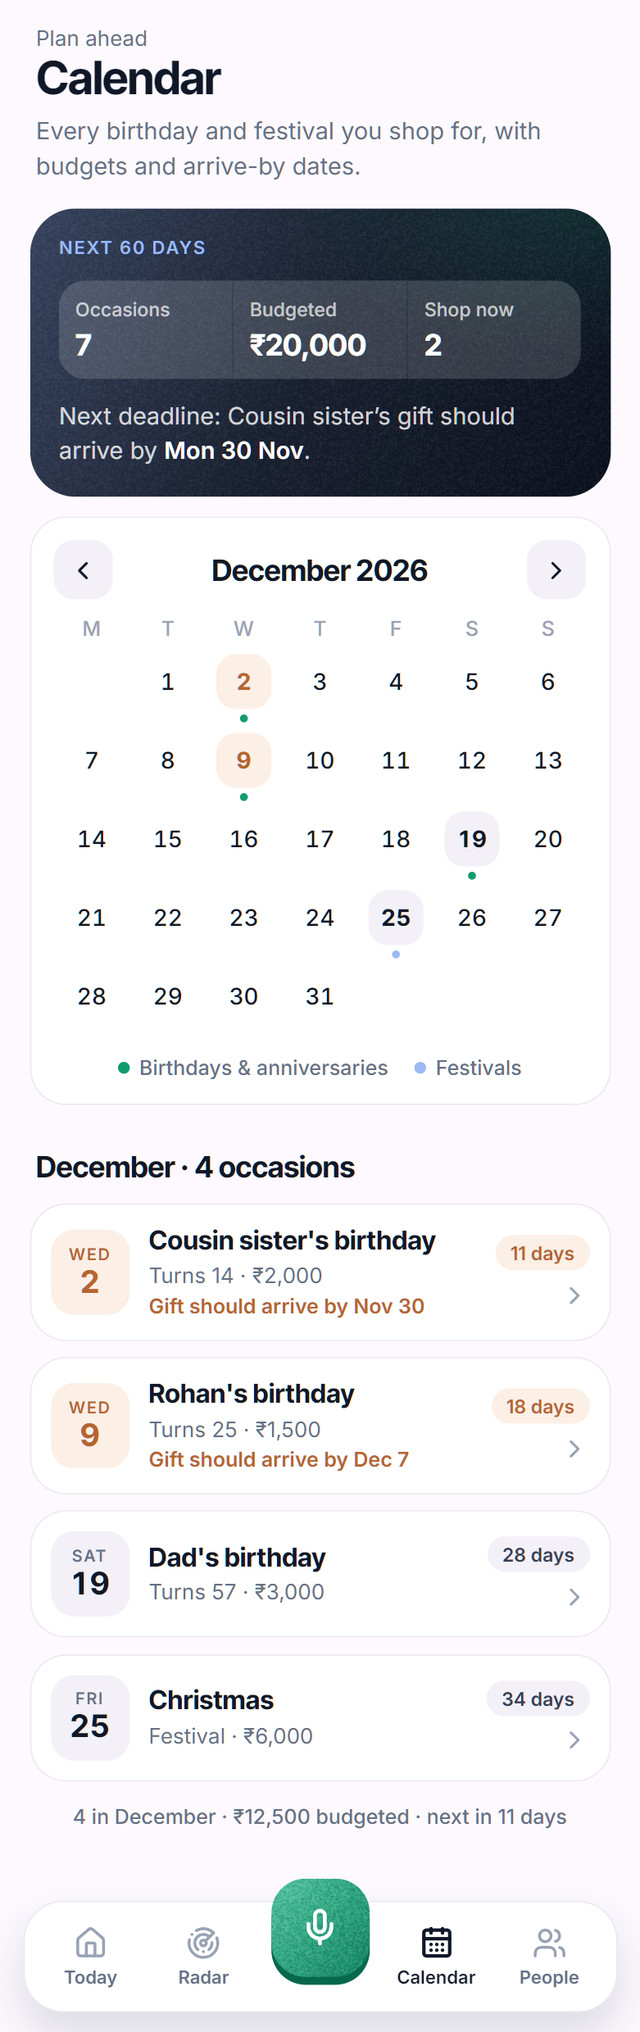 Plan ahead
Calendar
Every birthday and festival you shop for, with
budgets and arrive-by dates.
NEXT 60 DAYS
Occasions Budgeted Shop now
7 ₹20,000 2
Next deadline: Cousin sister’s gift should
arrive by Mon 30 Nov.
December 2026
M T W T F S S
1 2 3 4 5 6
7 8 9 10 11 12 13
14 15 16 17 18 19 20
21 22 23 24 25 26 27
28 29 30 31
Birthdays & anniversaries Festivals
December · 4 occasions
WED
2
Cousin sister's birthday
Turns 14 · ₹2,000
Gift should arrive by Nov 30
11 days
WED
9
Rohan's birthday
Turns 25 · ₹1,500
Gift should arrive by Dec 7
18 days
SAT
19
Dad's birthday
Turns 57 · ₹3,000
28 days
FRI
25
Christmas
Festival · ₹6,000
34 days
4 in December · ₹12,500 budgeted · next in 11 days
Today Radar Calendar People